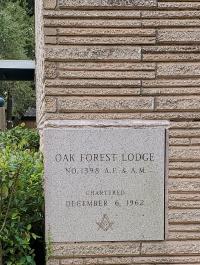 OAK FOREST LODGE
NO. 1398 A.F. & A.M.
CHARTERED
DECEMBER 6, 1962